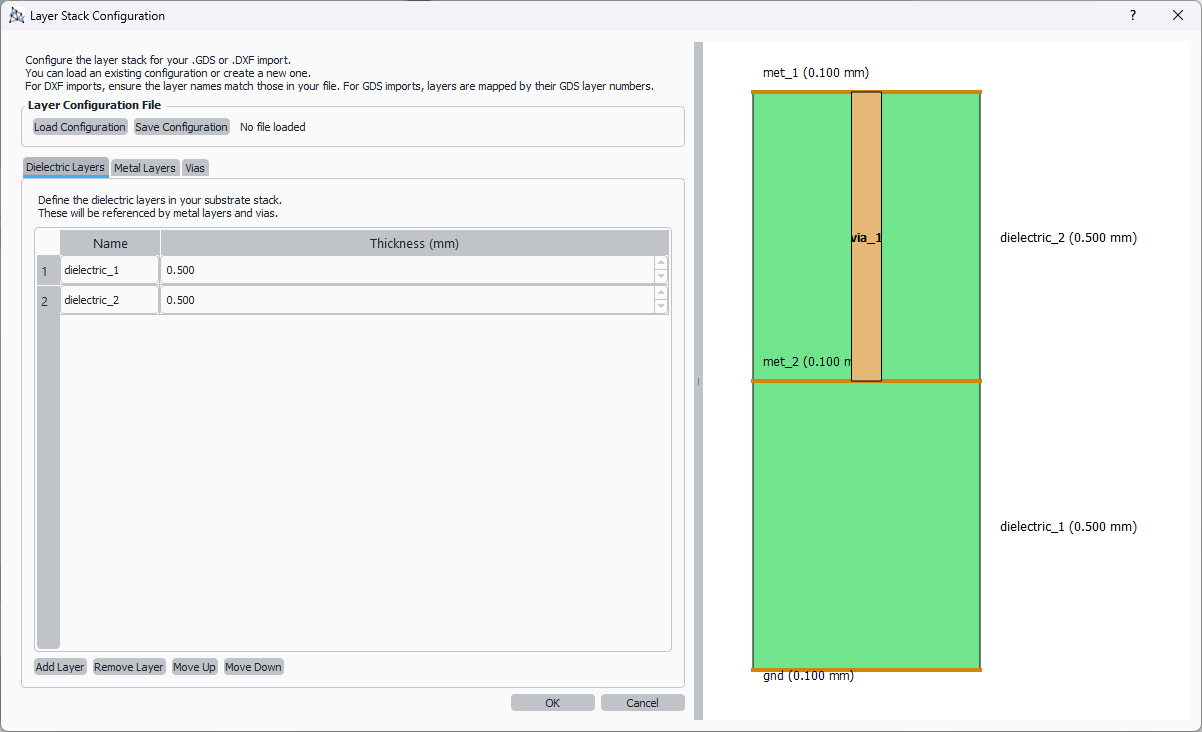 Layer Stack Configuration
?
Configure the layer stack for your .GDS or .DXF import.
You can load an existing configuration or create a new one.
For DXF imports, ensure the layer names match those in your file. For GDS imports, layers are mapped by their GDS layer numbers.
Layer Configuration File
Load Configuration Save Configuration No file loaded
Dielectric Layers Metal Layers Vias
Define the dielectric layers in your substrate stack.
These will be referenced by metal layers and vias.
Name Thickness (mm)
1 dielectric_1 0.500
2 dielectric_2 0.500
Add Layer Remove Layer Move Up Move Down
OK Cancel
met_1 (0.100 mm)
via_1
dielectric_2 (0.500 mm)
met_2 (0.100 m
dielectric_1 (0.500 mm)
gnd (0.100 mm)